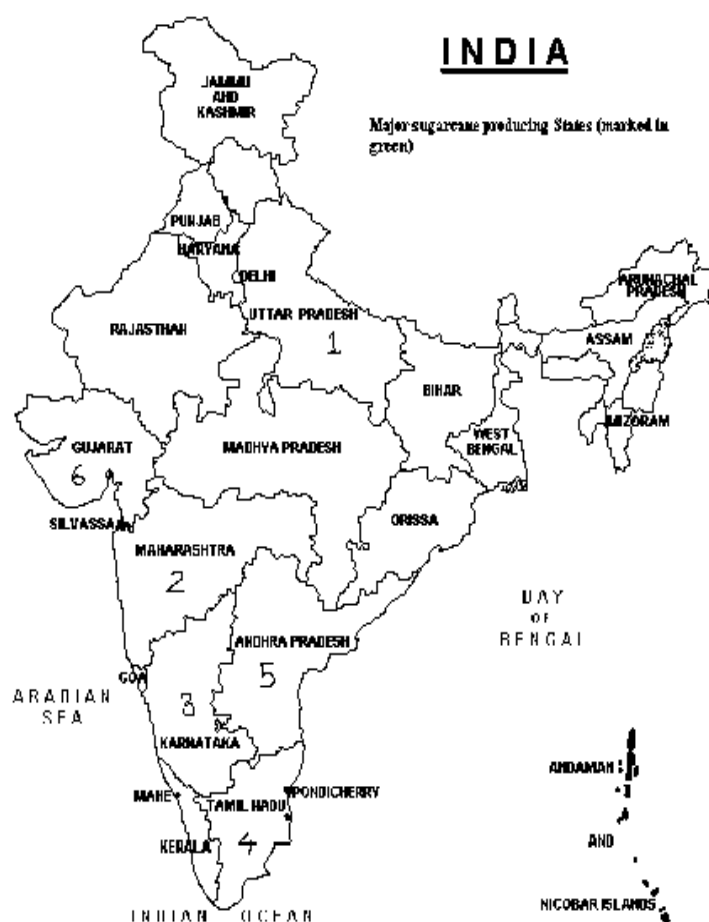 INDIA
JAMMU
AND
KASHMIR
Major sugarcane producing States (marked in
green)
PUNJAB
HARYANA
DELHI
ARUNACHAL
PRADESH
UTTAR PRADESH
RAJASTHAN
1
ASSAM
BIHAR
MIZORAM
GUJARAT
MADHYA PRADESH
WEST
BENGAL
6
SILVASSA
ORISSA
MAHARASHTRA
2
DAY
OF
BENGAL
ANDHRA PRADESH
GOA
5
ARADIAN
SEA
3
KARNATAKA
ANDAMAN
MAHE
PONDICHERRY
TAMIL NADU
KERALA
4
AND
NICOBAR ISLANDS
INDIAN OCEAN